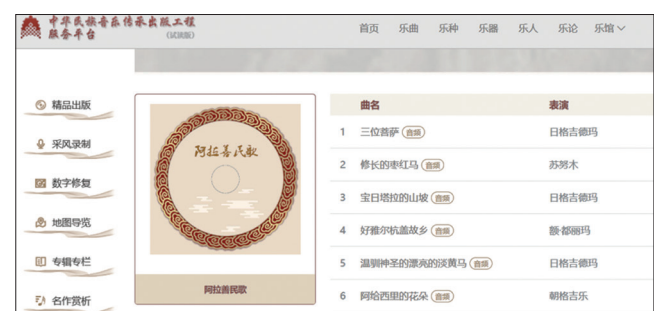 中华民族音乐传承出版工程
服务平台 (试读版)
首页 乐曲 乐种 乐器 乐人 乐论 乐馆
精品出版
采风录制
数字修复
地图导览
专辑专栏
名作赏析
阿拉善民歌
阿拉善民歌
曲名 表演
1 三位菩萨 音频 日格吉德玛
2 修长的枣红马 音频 苏努木
3 宝日塔拉的山坡 音频 日格吉德玛
4 好雅尔杭盖故乡 音频 额·都丽玛
5 温驯神圣的漂亮的淡黄马 音频 日格吉德玛
6 阿给西里的花朵 音频 朝格吉乐